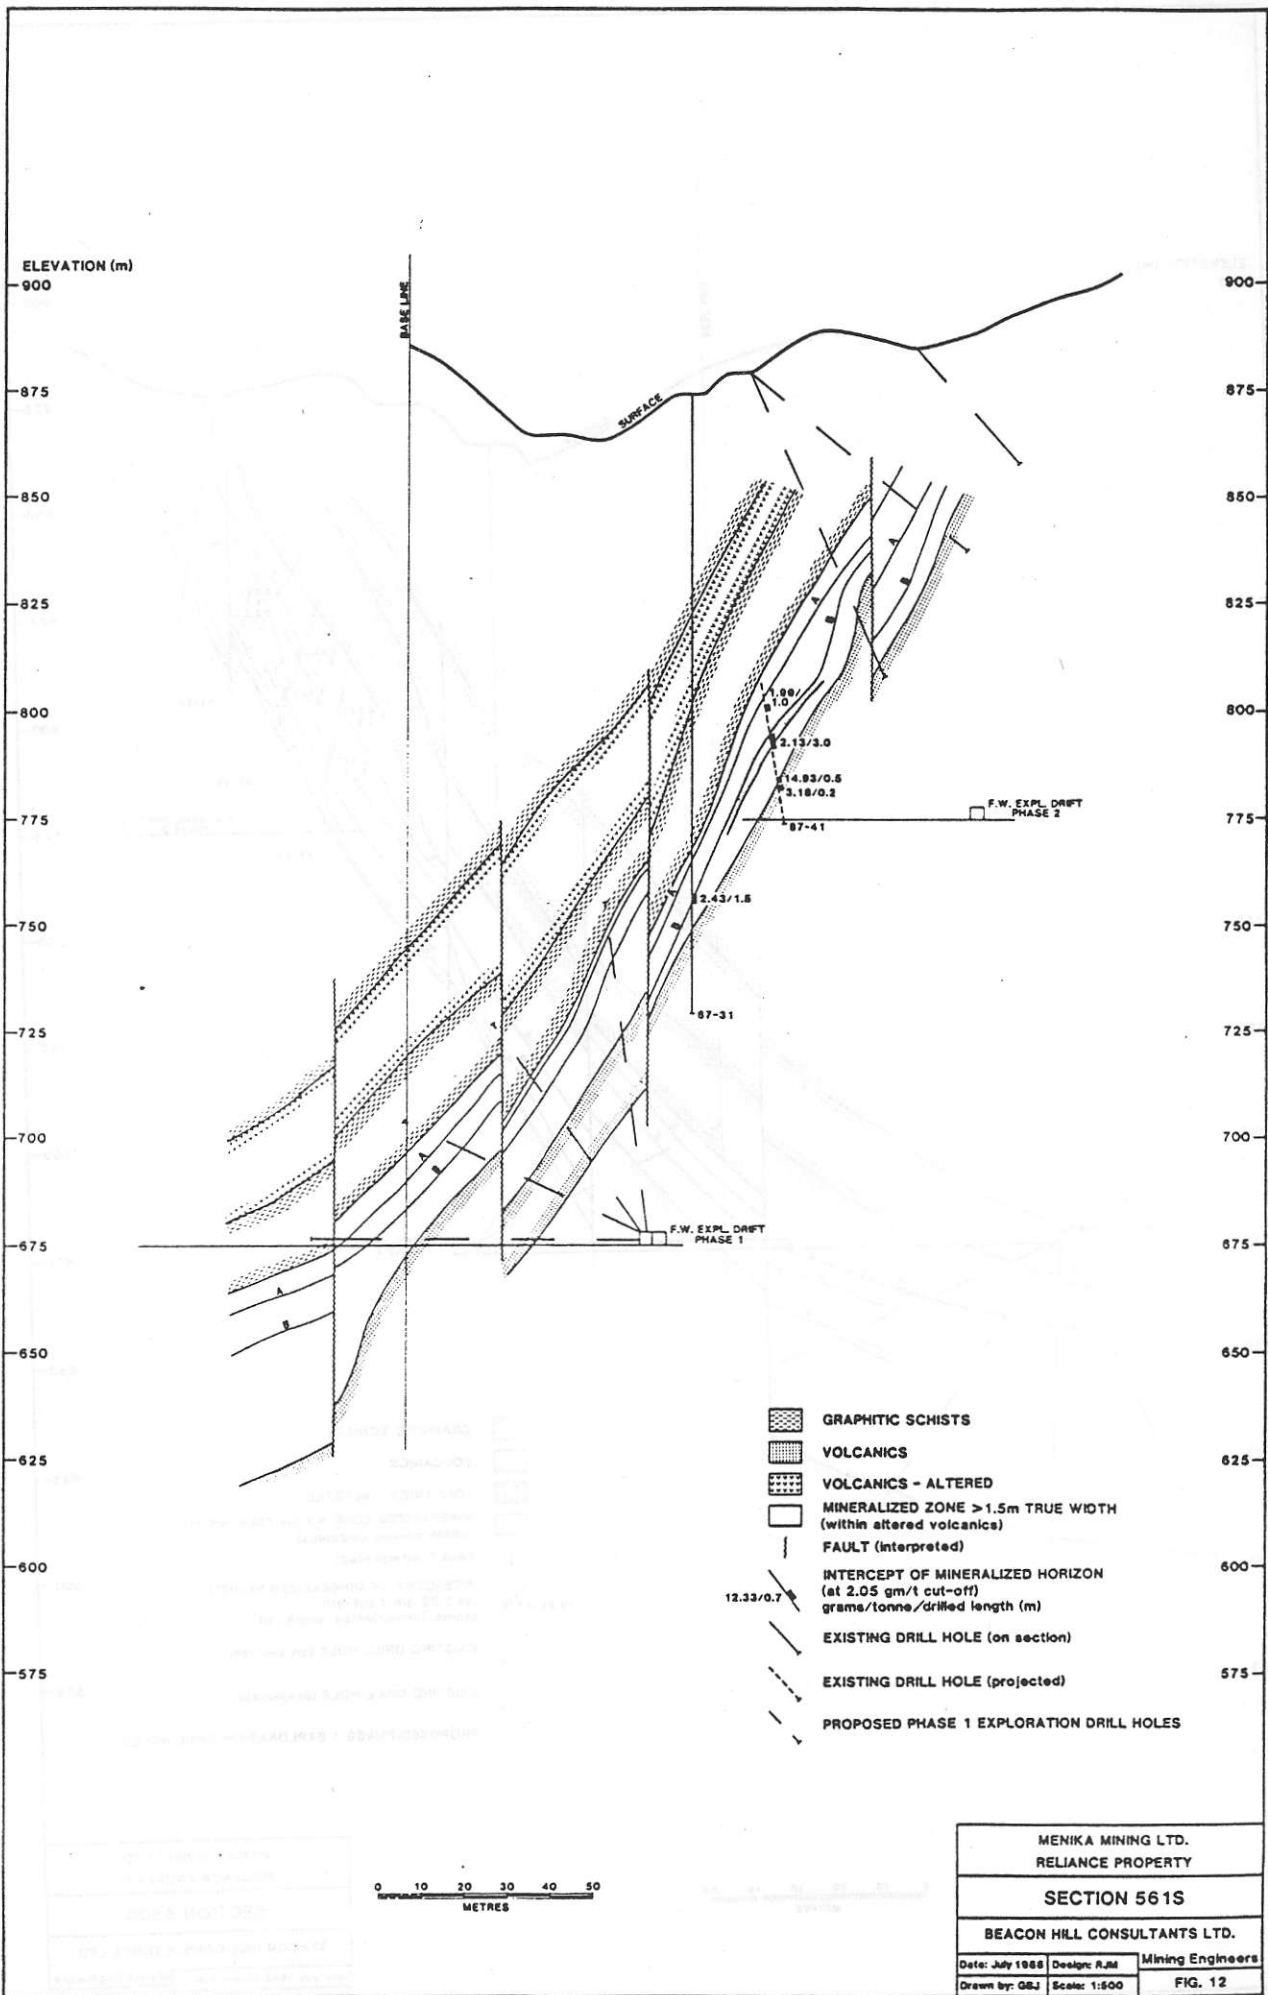 ELEVATION (m)
900
875
850
825
800
775
750
725
700
675
650
625
600
575
900
875
850
825
800
775
750
725
700
675
650
625
600
575
BASE LINE
SURFACE
A
B
A
B
1.0
2.13/3.0
14.93/0.5
3.18/0.2
87-41
F.W. EXPL. DRIFT
PHASE 2
A
2.43/1.5
B
87-31
A
B
F.W. EXPL. DRIFT
PHASE 1
A
B
GRAPHITIC SCHISTS
VOLCANICS
VOLCANICS - ALTERED
MINERALIZED ZONE >1.5m TRUE WIDTH
(within altered volcanics)
FAULT (interpreted)
INTERCEPT OF MINERALIZED HORIZON
(at 2.05 gm/t cut-off)
12.33/0.7 grams/tonne/drilled length (m)
EXISTING DRILL HOLE (on section)
EXISTING DRILL HOLE (projected)
PROPOSED PHASE 1 EXPLORATION DRILL HOLES
0 10 20 30 40 50
METRES
MENIKA MINING LTD.
RELIANCE PROPERTY
SECTION 561S
BEACON HILL CONSULTANTS LTD.
Date: July 1988 Design: RJM Mining Engineers
Drawn by: GBJ Scale: 1:500 FIG. 12